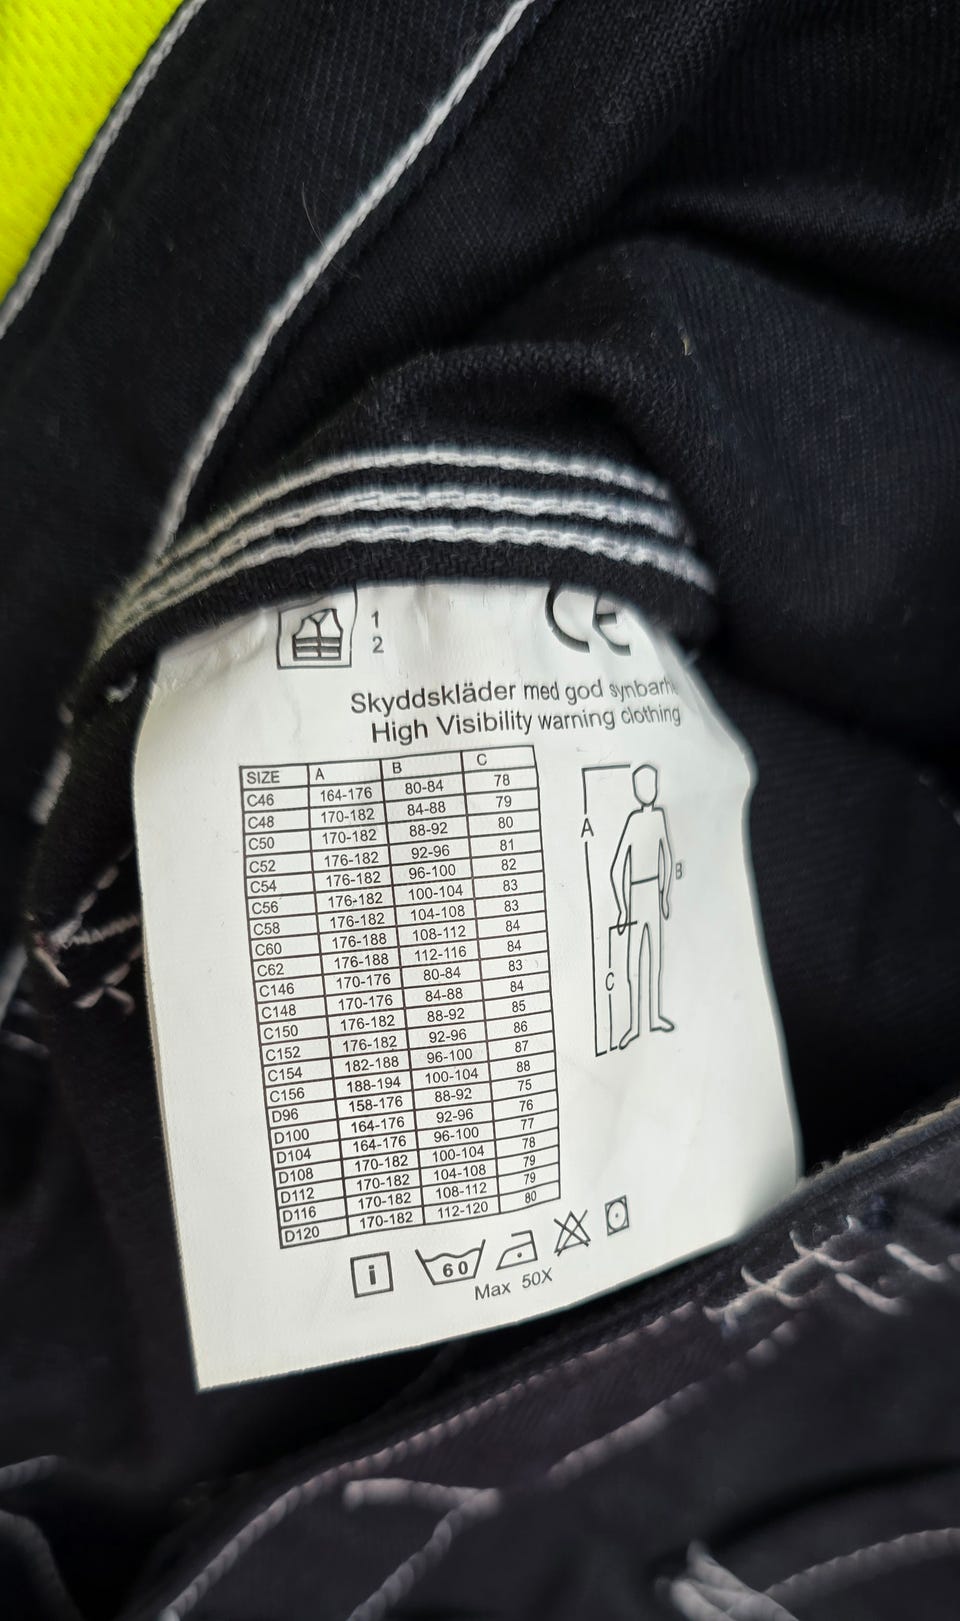 1
2
CE
Skyddskläder med god
High Visibility warning clothing
SIZE A B C
C46 164-176 80-84 78
C48 170-182 84-88 79
C50 170-182 88-92 80
C52 176-182 92-96 81
C54 176-182 96-100 82
C56 176-182 100-104 83
C58 176-182 104-108 83
C60 176-188 108-112 84
C62 176-188 112-116 84
C146 170-176 80-84 83
C148 170-176 84-88 84
C150 176-182 88-92 85
C152 176-182 92-96 86
C154 182-188 96-100 87
C156 188-194 100-104 88
D96 158-176 88-92 75
D100 164-176 92-96 76
D104 164-176 96-100 77
D108 170-182 100-104 78
D112 170-182 104-108 79
D116 170-182 108-112 79
D120 170-182 112-120 80
A
B
C
i 60
Max 50X